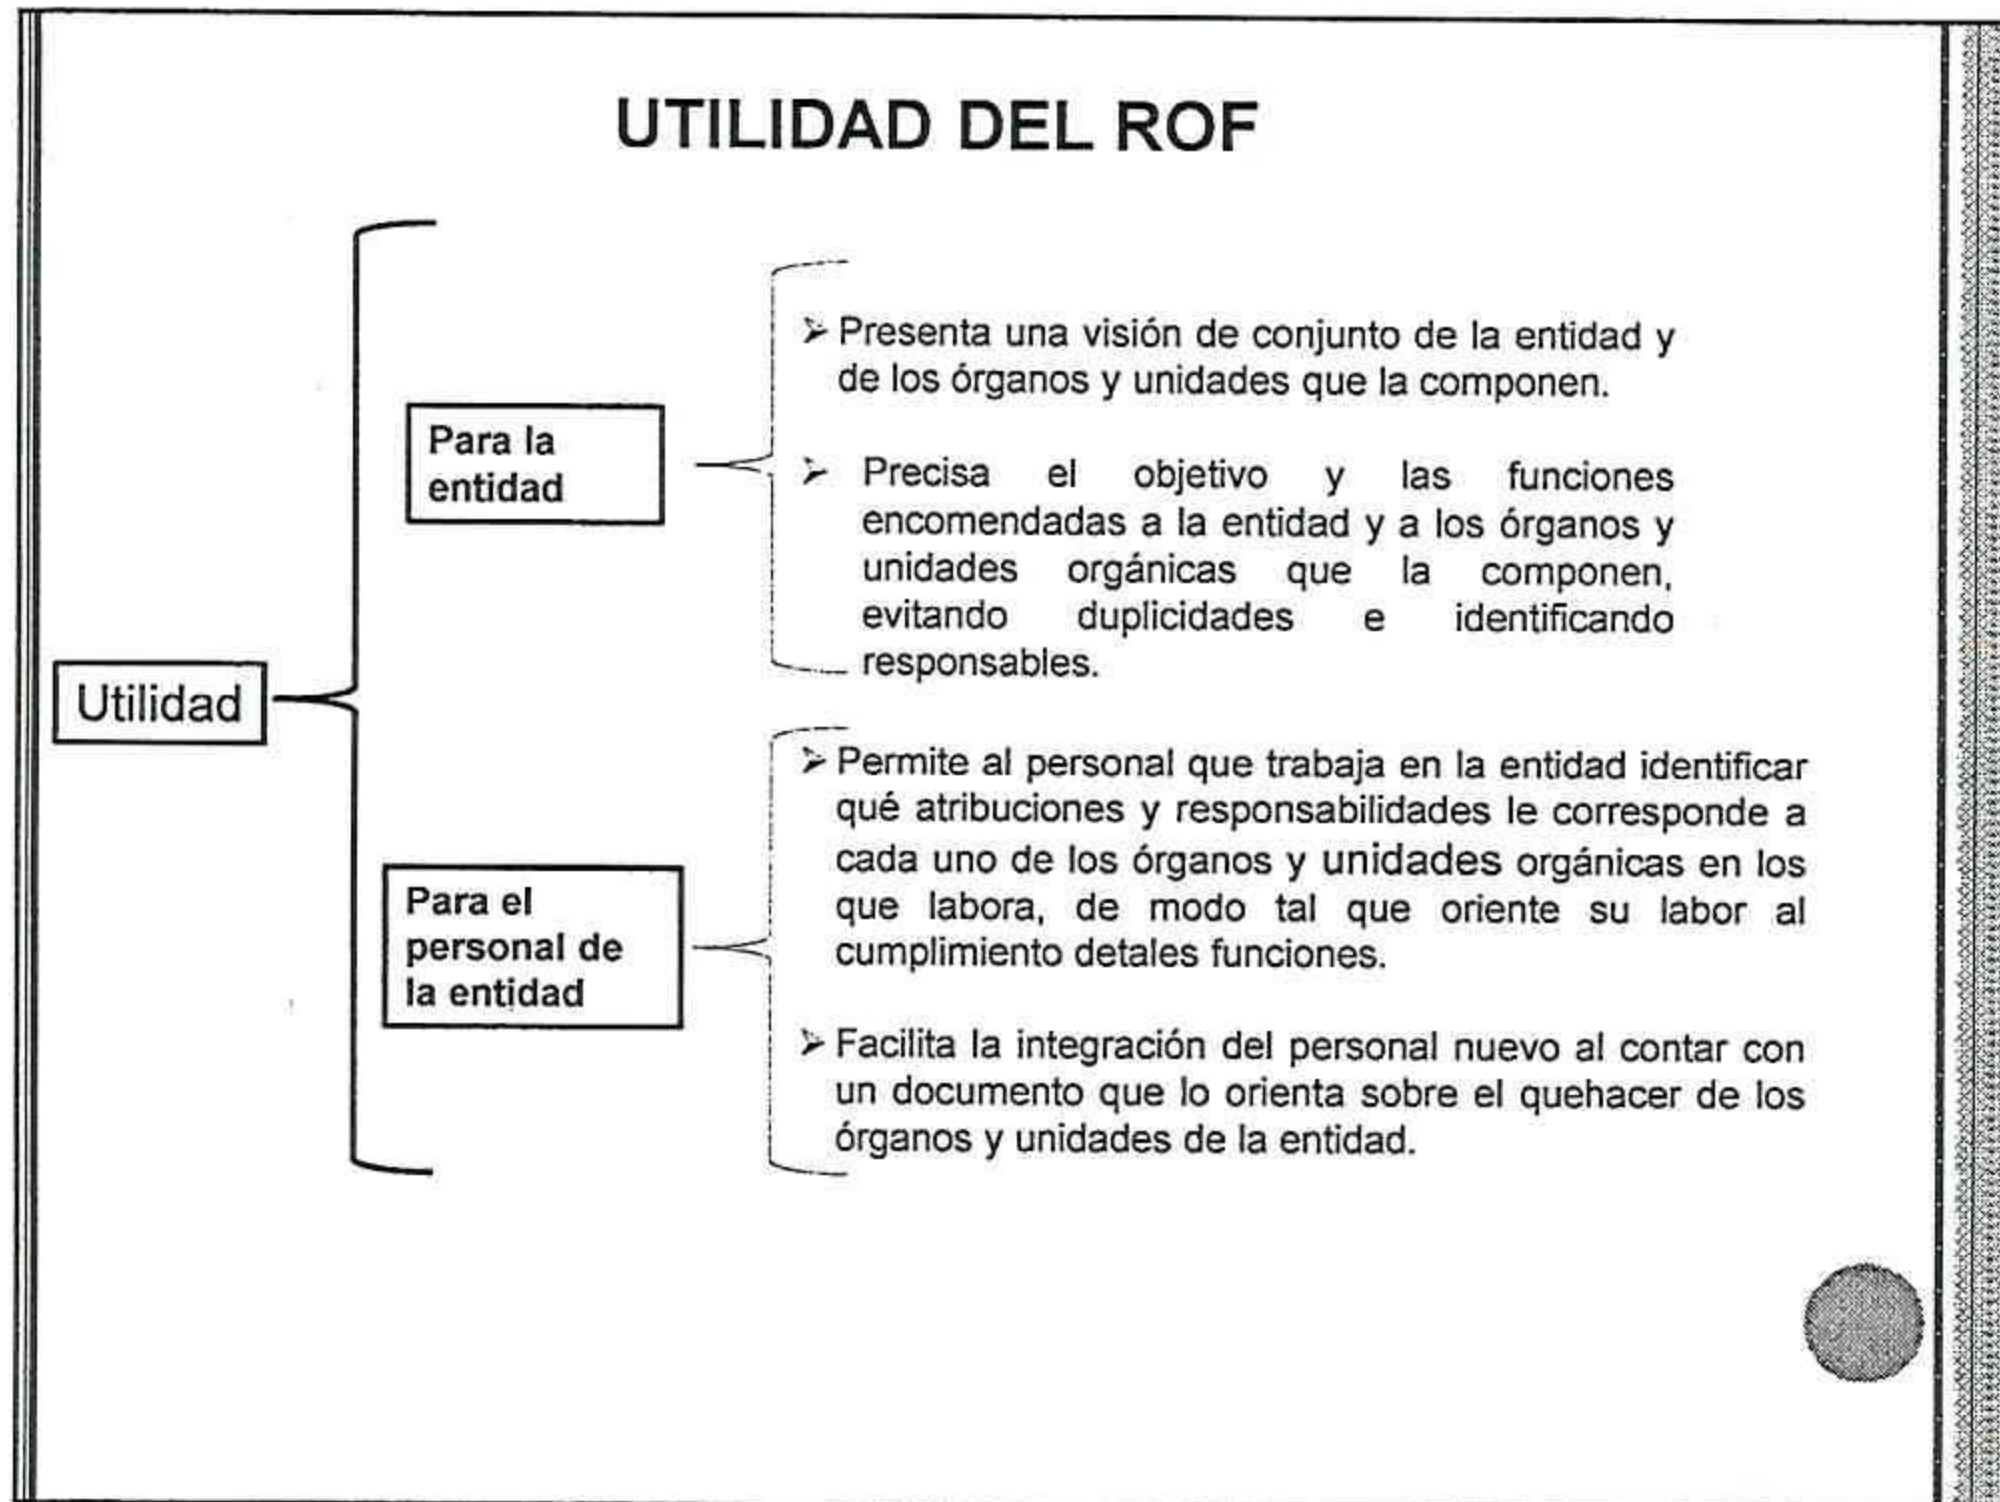 UTILIDAD DEL ROF
Utilidad
Para la
entidad
➢ Presenta una visión de conjunto de la entidad y
de los órganos y unidades que la componen.
➢ Precisa el objetivo y las funciones
encomendadas a la entidad y a los órganos y
unidades orgánicas que la componen,
evitando duplicidades e identificando
responsables.
Para el
personal de
la entidad
➢ Permite al personal que trabaja en la entidad identificar
qué atribuciones y responsabilidades le corresponde a
cada uno de los órganos y unidades orgánicas en los
que labora, de modo tal que oriente su labor al
cumplimiento detales funciones.
➢ Facilita la integración del personal nuevo al contar con
un documento que lo orienta sobre el quehacer de los
órganos y unidades de la entidad.